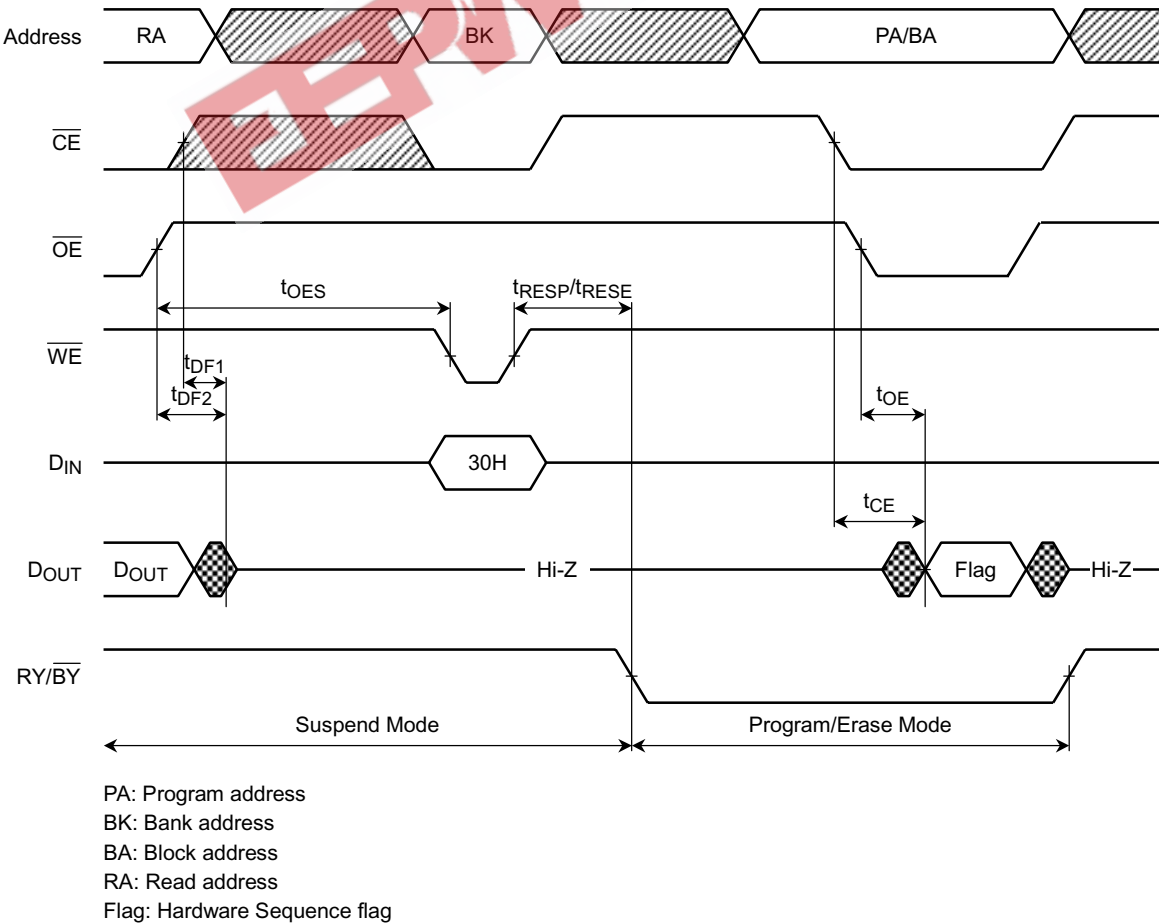 Address RA BK PA/BA
CE
OE
tOES tRESP/tRESE
WE
tDF1
tDF2 tOE
DIN 30H
tCE
DOUT DOUT Hi-Z Flag Hi-Z
RY/BY
Suspend Mode Program/Erase Mode
PA: Program address
BK: Bank address
BA: Block address
RA: Read address
Flag: Hardware Sequence flag